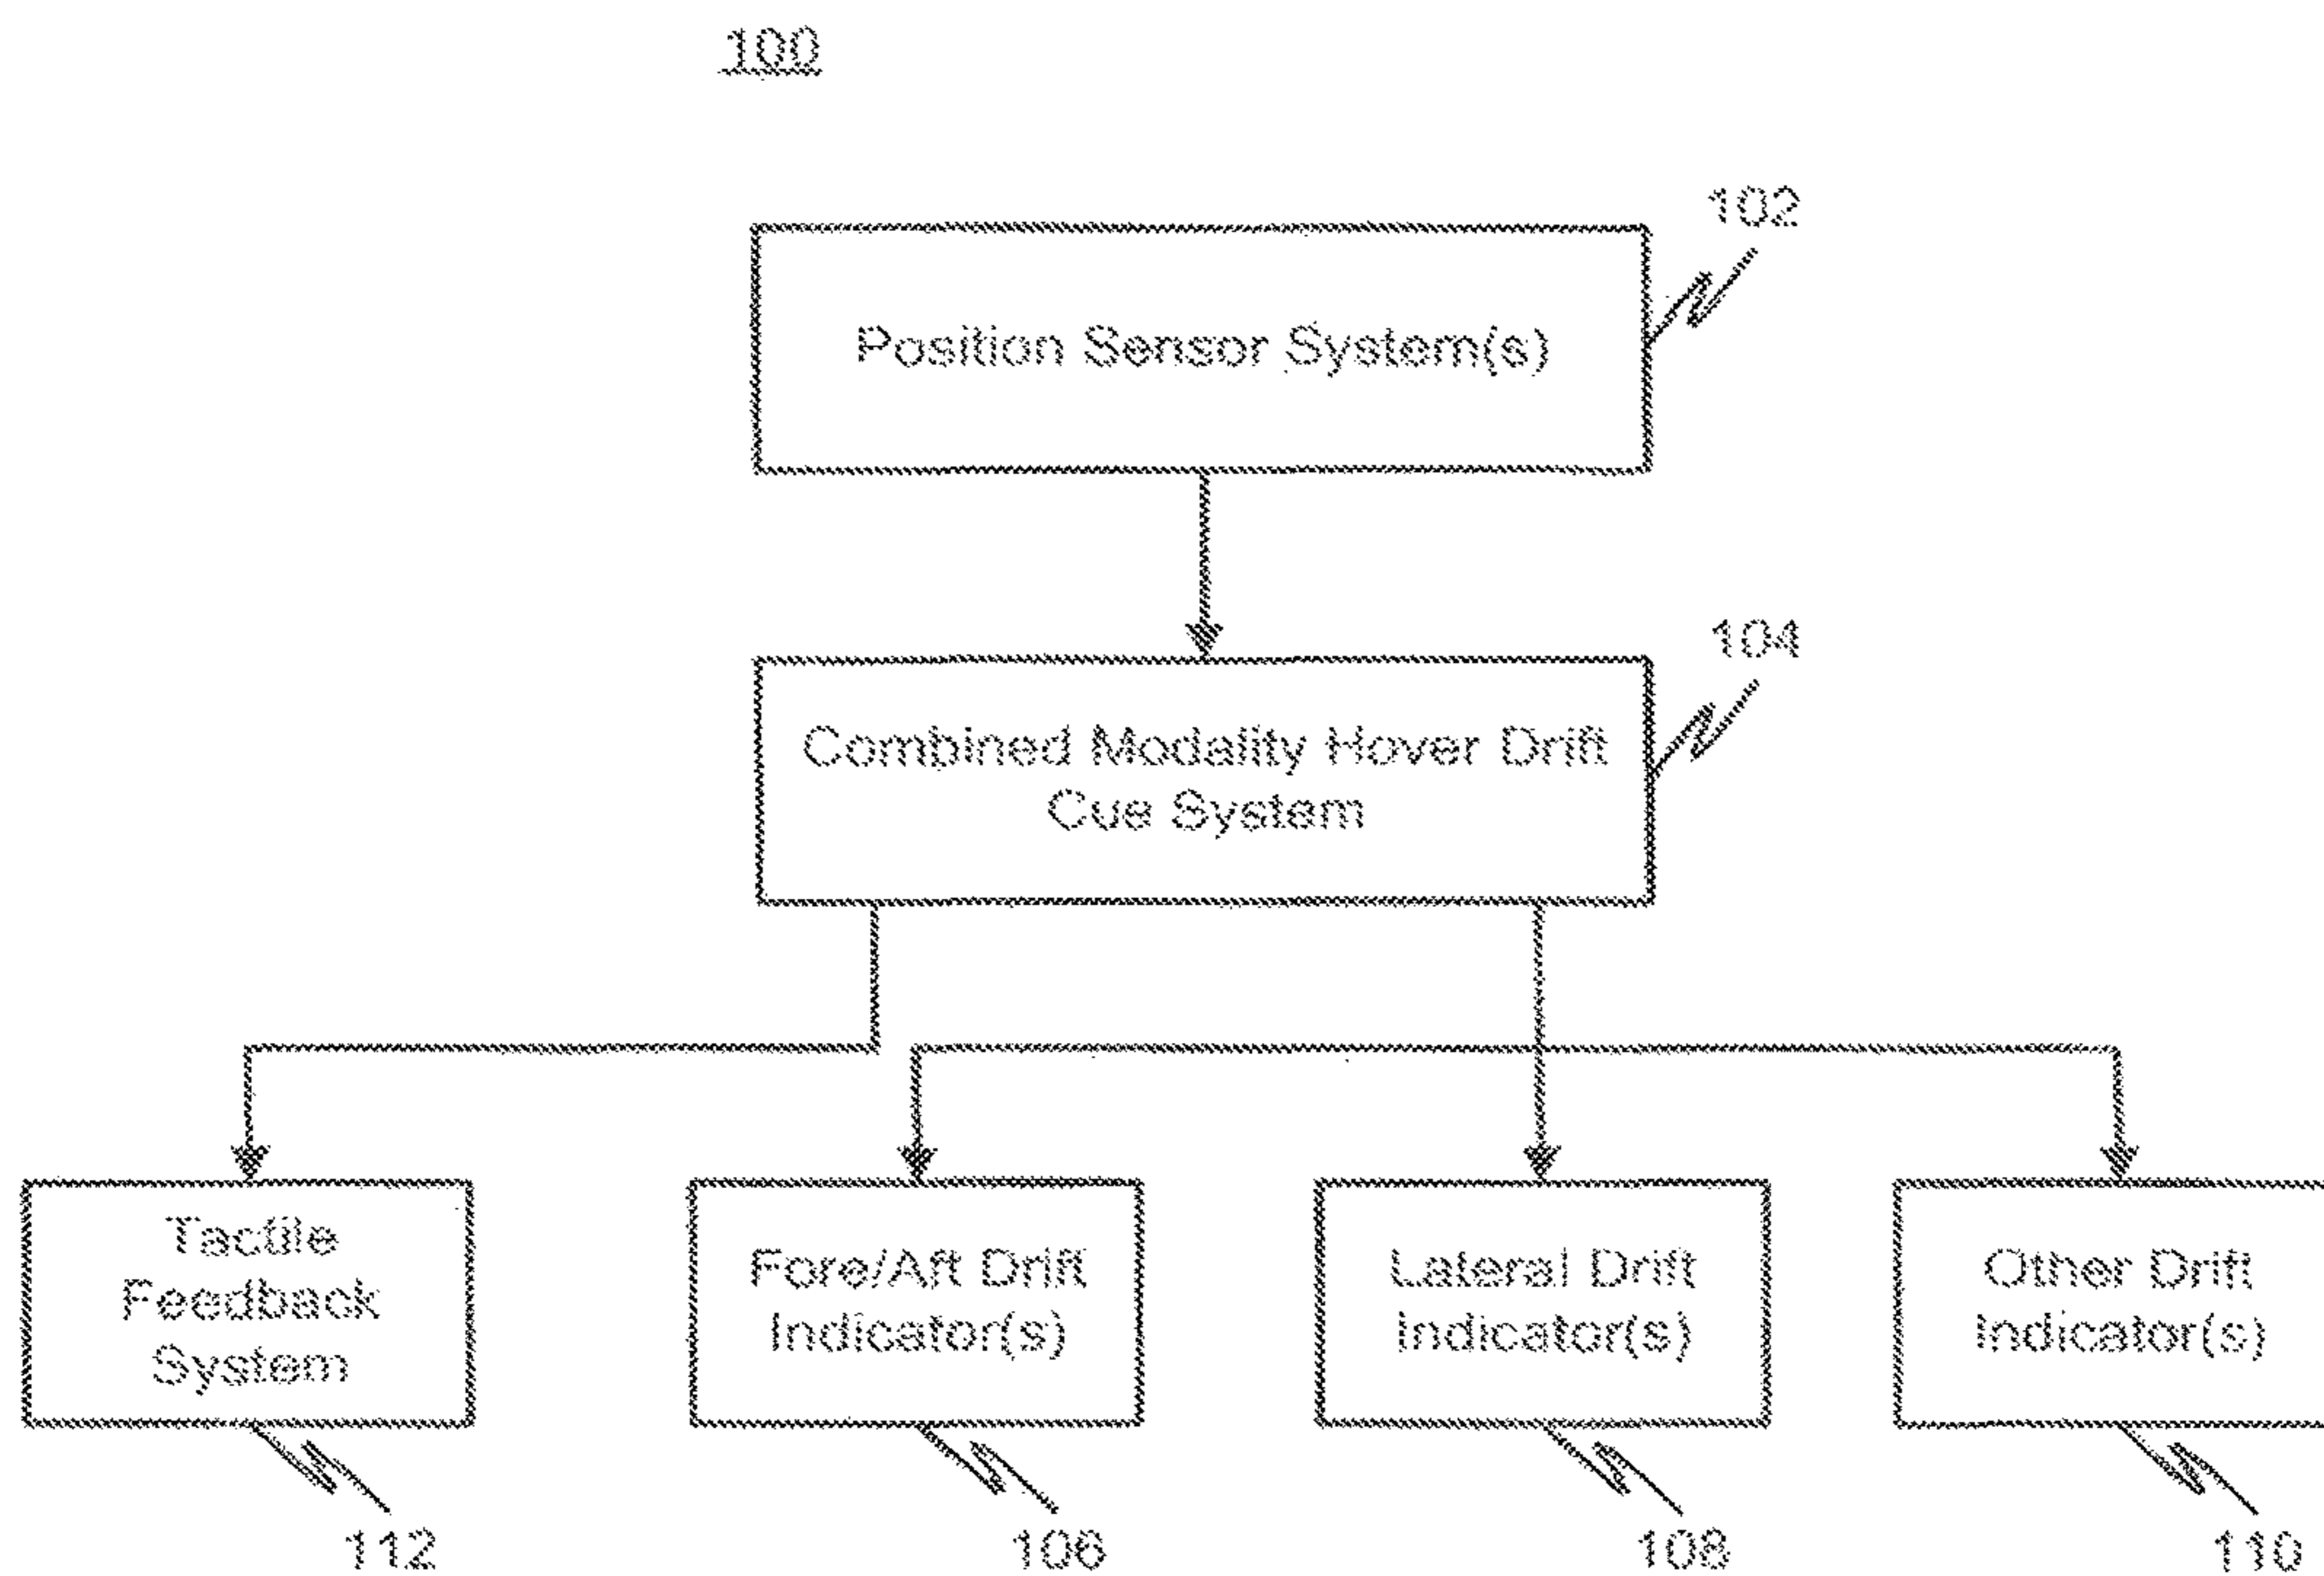 100
102
Position Sensor System(s)
104
Combined Modality Hover Drift
Cue System
Tactile
Feedback
System
Fore/Aft Drift
Indicator(s)
Lateral Drift
Indicator(s)
Other Drift
Indicator(s)
112
106
108
110